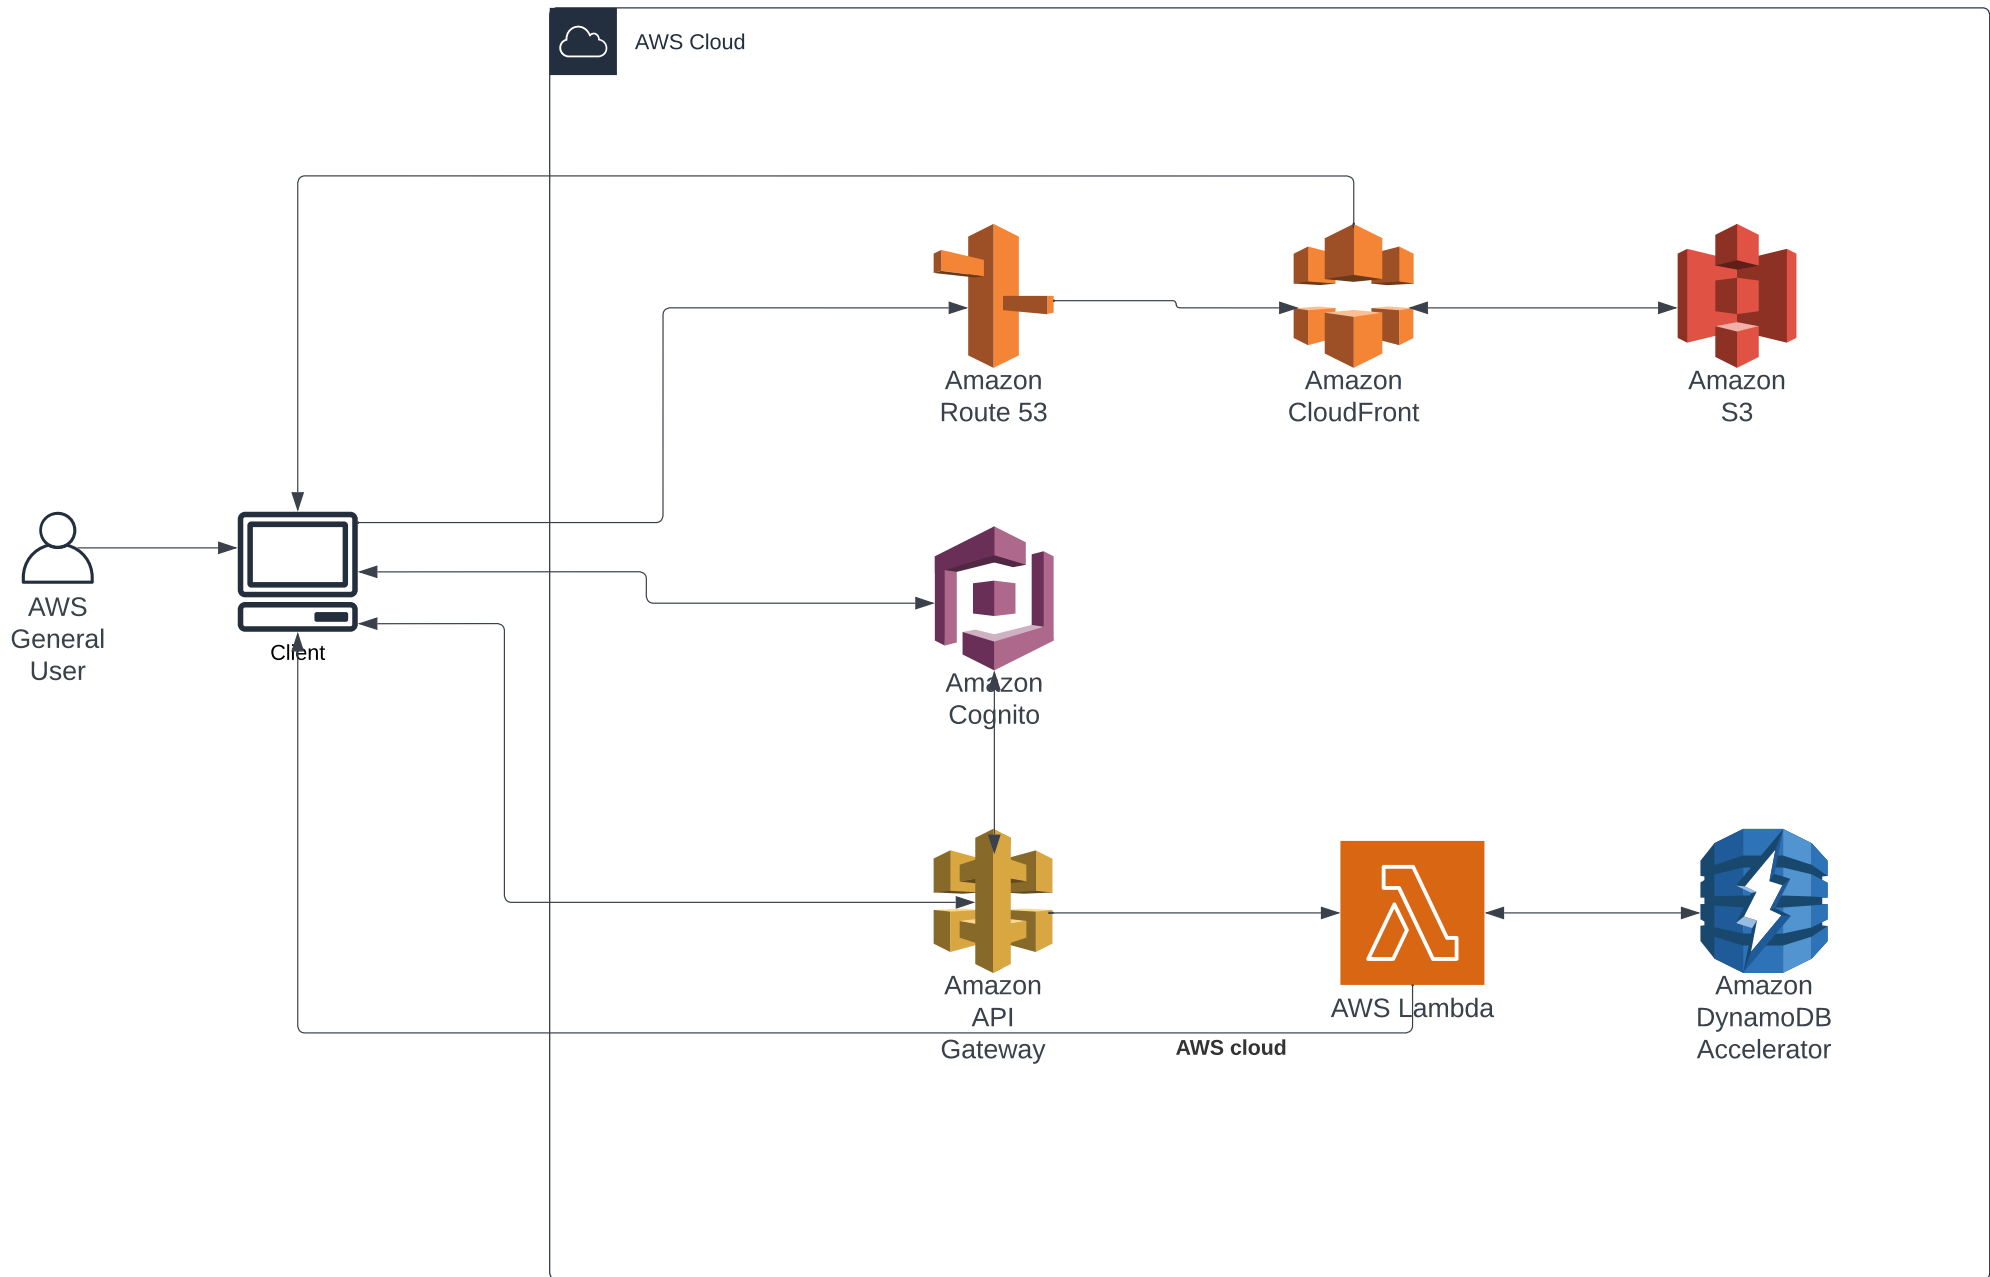 AWS Cloud
Amazon
Route 53
Amazon
CloudFront
Amazon
S3
AWS
General
User
Client
Amazon
Cognito
Amazon
API
Gateway
AWS Lambda
AWS cloud
Amazon
DynamoDB
Accelerator